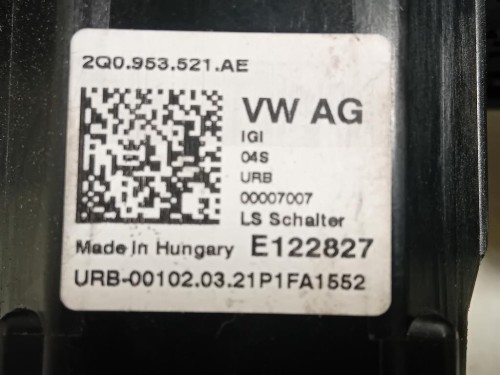 2Q0.953.521.AE
VW AG
IGI
04S
URB
00007007
LS Schalter
Made in Hungary E122827
URB-00102.03.21P1FA1552